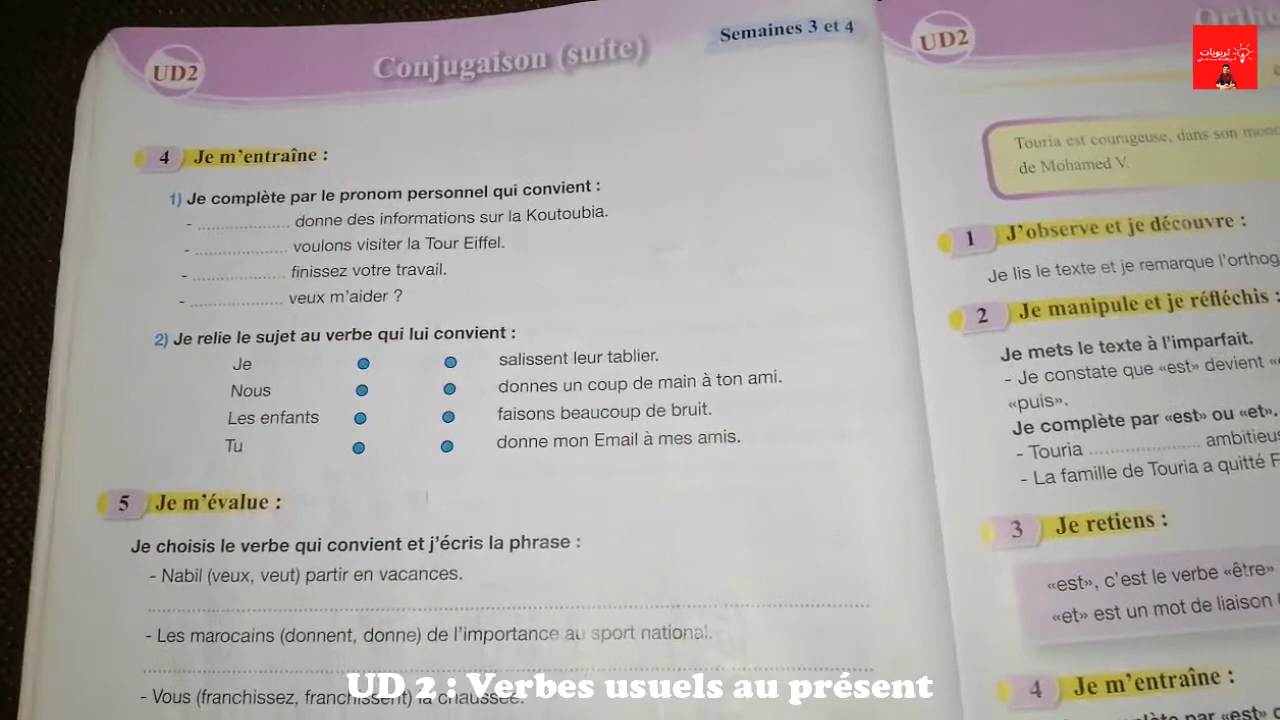 UD2
Conjugaison (suite)
Semaines 3 et 4
4 Je m'entraîne :
1) Je complète par le pronom personnel qui convient :
- .................... donne des informations sur la Koutoubia.
- .................... voulons visiter la Tour Eiffel.
- .................... finissez votre travail.
- .................... veux m'aider ?
2) Je relie le sujet au verbe qui lui convient :
Je salissent leur tablier.
Nous donnes un coup de main à ton ami.
Les enfants faisons beaucoup de bruit.
Tu donne mon Email à mes amis.
5 Je m'évalue :
Je choisis le verbe qui convient et j'écris la phrase :
- Nabil (veux, veut) partir en vacances.
- Les marocains (donnent, donne) de l'importance au sport national.
- Vous (franchissez, franchissent) la chaussée.
UD2
تربويات
Touria est courageuse, dans son
de Mohamed V.
1 J'observe et je découvre :
Je lis le texte et je remarque
2 Je manipule et je réfléchis :
Je mets le texte à l'imparfait.
- Je constate que «est» devient
«puis».
Je complète par «est» ou «et».
- Touria ....................
- La famille de Touria a quitté
3 Je retiens :
«est», c'est le verbe «être»
«et» est un mot de liaison
4 Je m'entraîne :
par «est»
UD 2 : Verbes usuels au présent